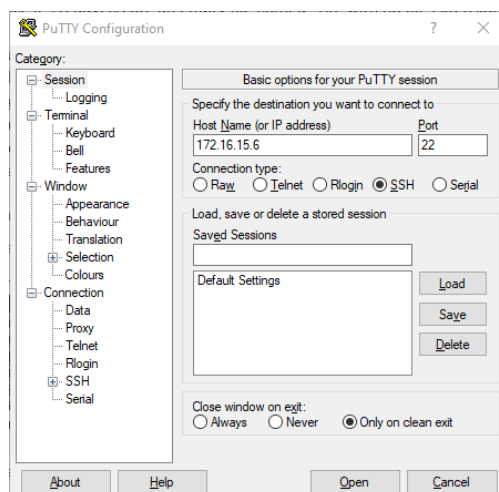 PuTTY Configuration
?
Category:
Session
Logging
Terminal
Keyboard
Bell
Features
Window
Appearance
Behaviour
Translation
Selection
Colours
Connection
Data
Proxy
Telnet
Rlogin
SSH
Serial
Basic options for your PuTTY session
Specify the destination you want to connect to
Host Name (or IP address) Port
172.16.15.6 22
Connection type:
Raw Telnet Rlogin SSH Serial
Load, save or delete a stored session
Saved Sessions
Default Settings
Load
Save
Delete
Close window on exit:
Always Never Only on clean exit
About Help Open Cancel